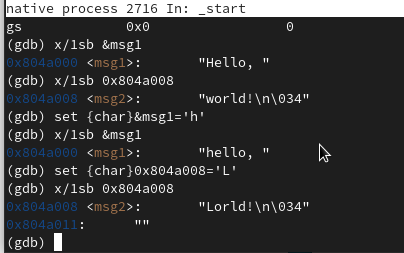 native process 2716 In: _start
gs             0x0                 0
(gdb) x/1sb &msg1
0x804a000 <msg1>:       "Hello, "
(gdb) x/1sb 0x804a008
0x804a008 <msg2>:       "world!\n\034"
(gdb) set {char}&msg1='h'
(gdb) x/1sb &msg1
0x804a000 <msg1>:       "hello, "
(gdb) set {char}0x804a008='L'
(gdb) x/1sb 0x804a008
0x804a008 <msg2>:       "Lorld!\n\034"
0x804a011:      ""
(gdb)